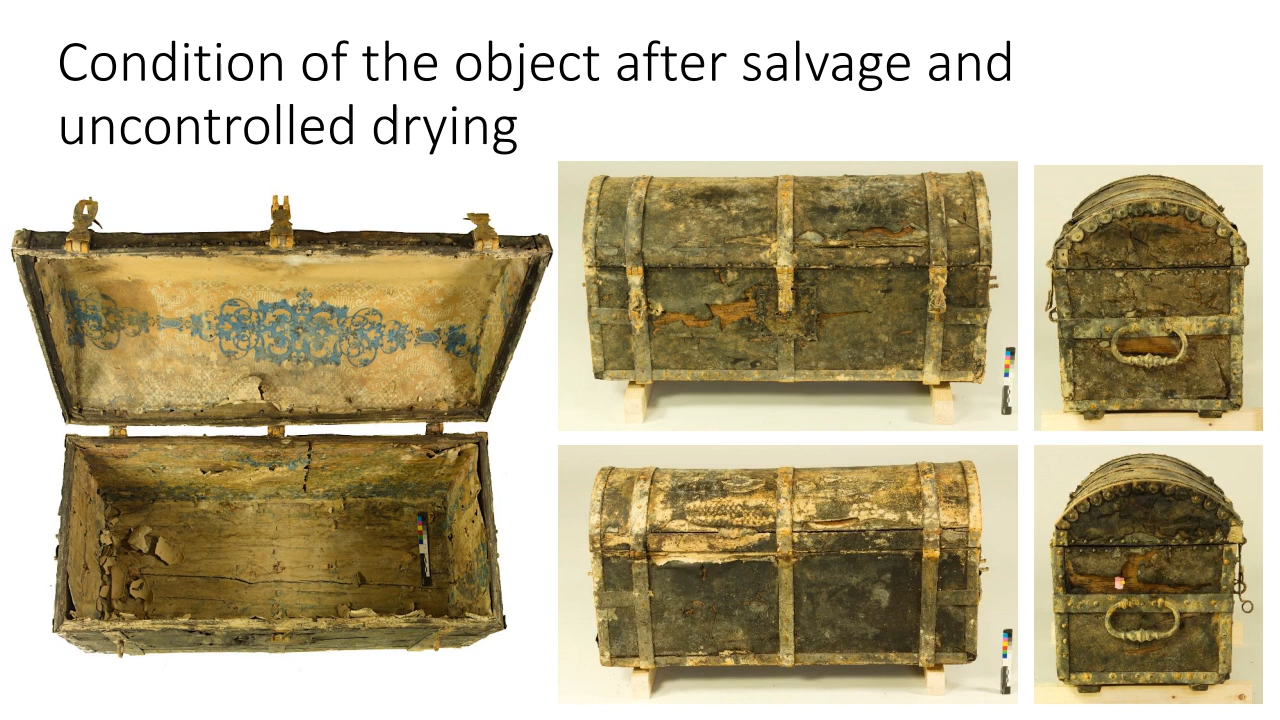 Condition of the object after salvage and
uncontrolled drying